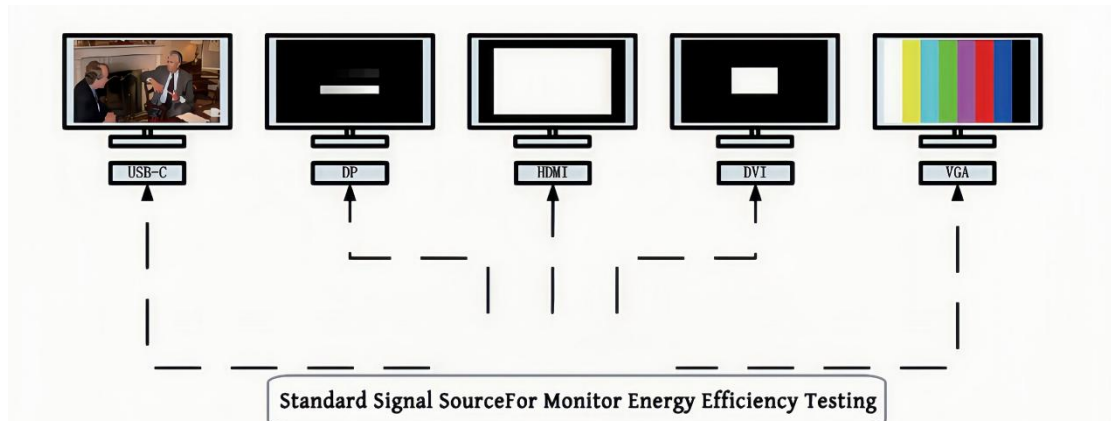 USB-C
DP
HDMI
DVI
VGA
Standard Signal SourceFor Monitor Energy Efficiency Testing